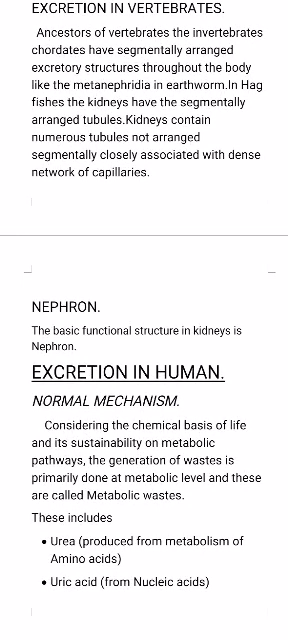 EXCRETION IN VERTEBRATES.
Ancestors of vertebrates the invertebrates
chordates have segmentally arranged
excretory structures throughout the body
like the metanephridia in earthworm.In Hag
fishes the kidneys have the segmentally
arranged tubules.Kidneys contain
numerous tubules not arranged
segmentally closely associated with dense
network of capillaries.
NEPHRON.
The basic functional structure in kidneys is
Nephron.
EXCRETION IN HUMAN.
NORMAL MECHANISM.
Considering the chemical basis of life
and its sustainability on metabolic
pathways, the generation of wastes is
primarily done at metabolic level and these
are called Metabolic wastes.
These includes
• Urea (produced from metabolism of
Amino acids)
• Uric acid (from Nucleic acids)